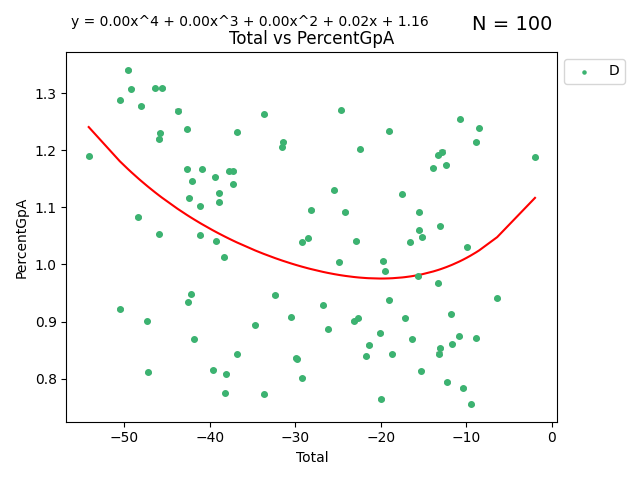 y = 0.00x^4 + 0.00x^3 + 0.00x^2 + 0.02x + 1.16
N = 100
Total vs PercentGpA
D
PercentGpA
1.3
1.2
1.1
1.0
0.9
0.8
−50
−40
−30
−20
−10
0
Total